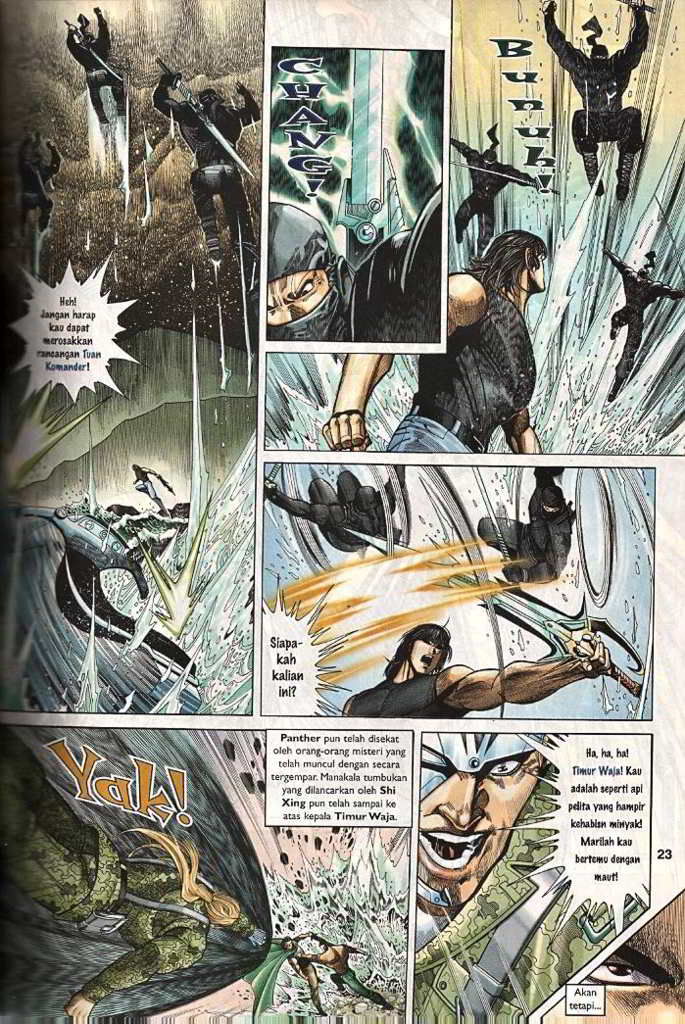 Heh!
Jangan harap
kau dapat
merosakkan
rancangan Tuan
Komander!
CHANG!
Bunuh!
Siapa-
kah
kalian
ini?
Yak!
Panther pun telah disekat
oleh orang-orang misteri yang
telah muncul dengan secara
tergempar. Manakala tumbukan
yang dilancarkan oleh Shi
Xing pun telah sampai ke
atas kepala Timur Waja.
Ha, ha, ha!
Timur Waja! Kau
adalah seperti api
pelita yang hampir
kehabisn minyak!
Marilah kau
bertemu dengan
maut!
23
Akan
tetapi...